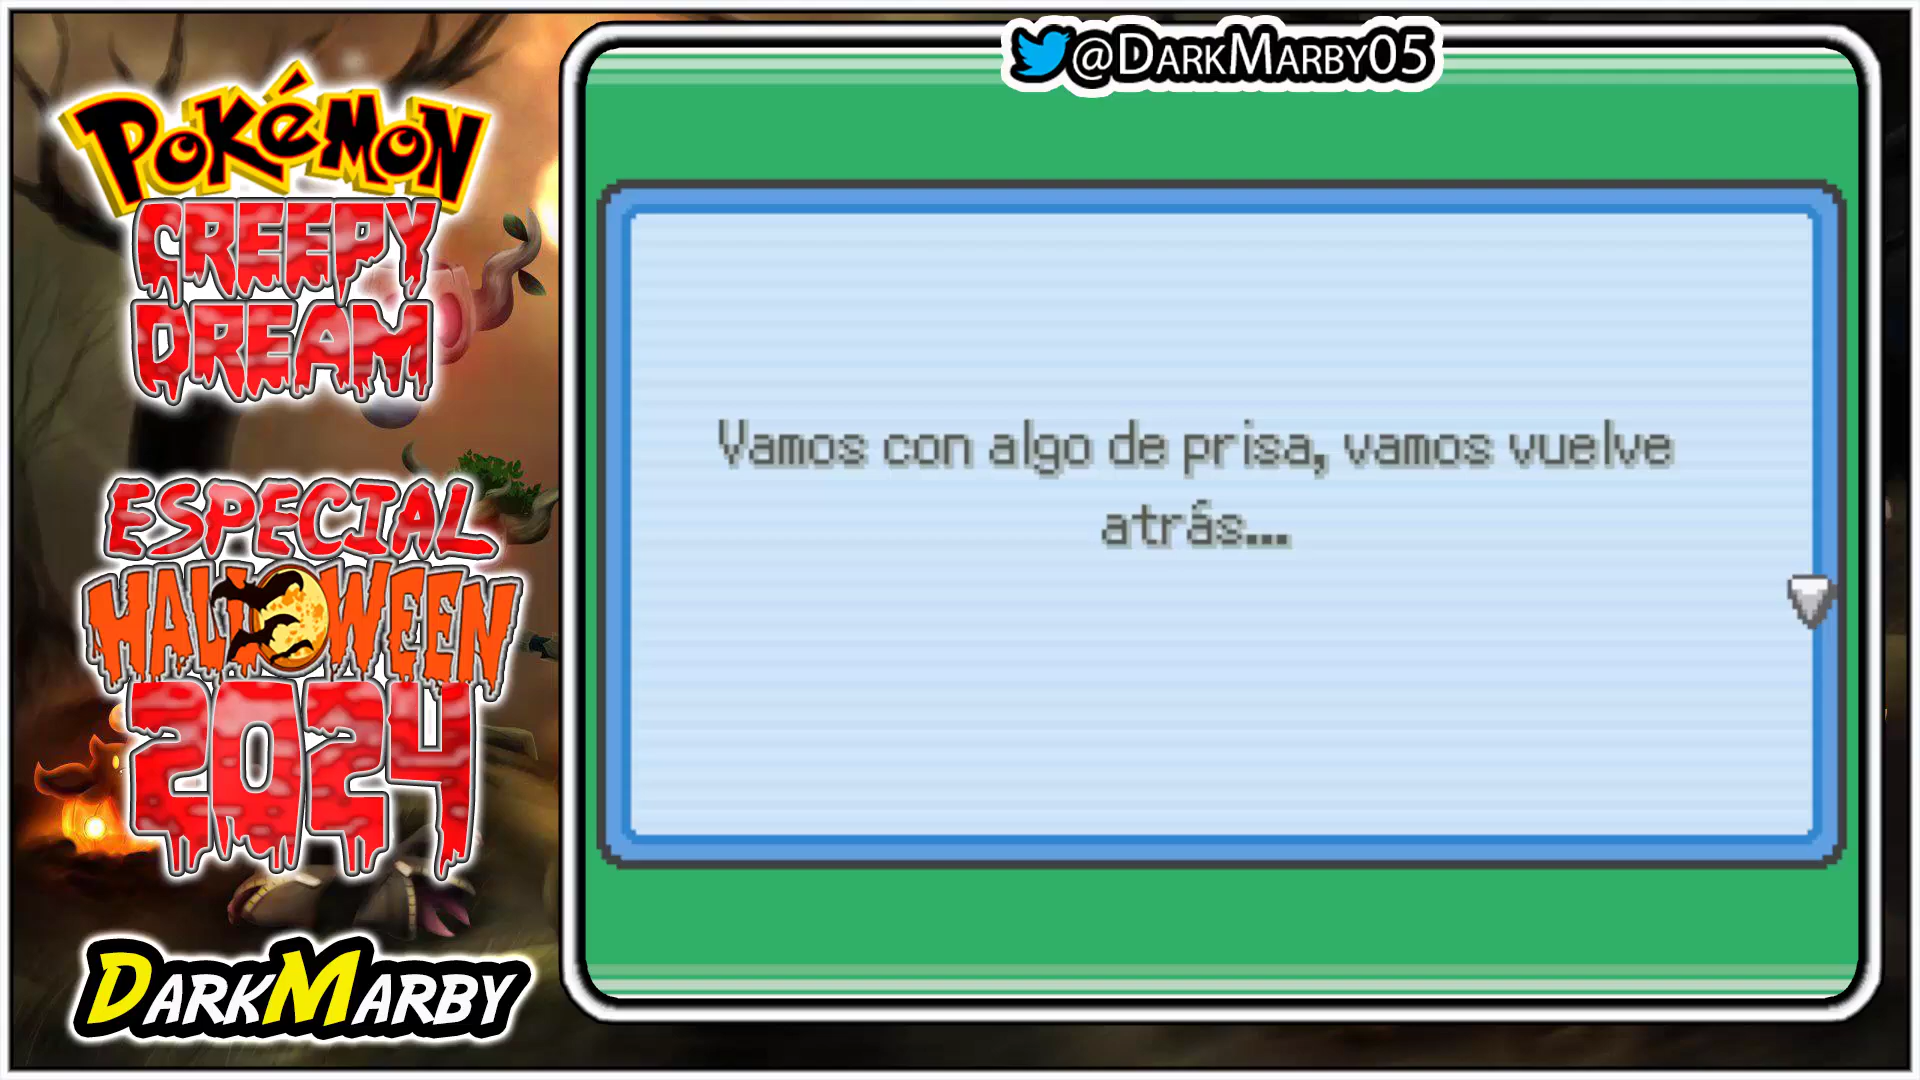 POKéMON
CREEPY
DREAM
ESPECIAL
HALLOWEEN
2024
DARKMARBY
@DARKMARBY05
Vamos con algo de prisa, vamos vuelve
atrás...